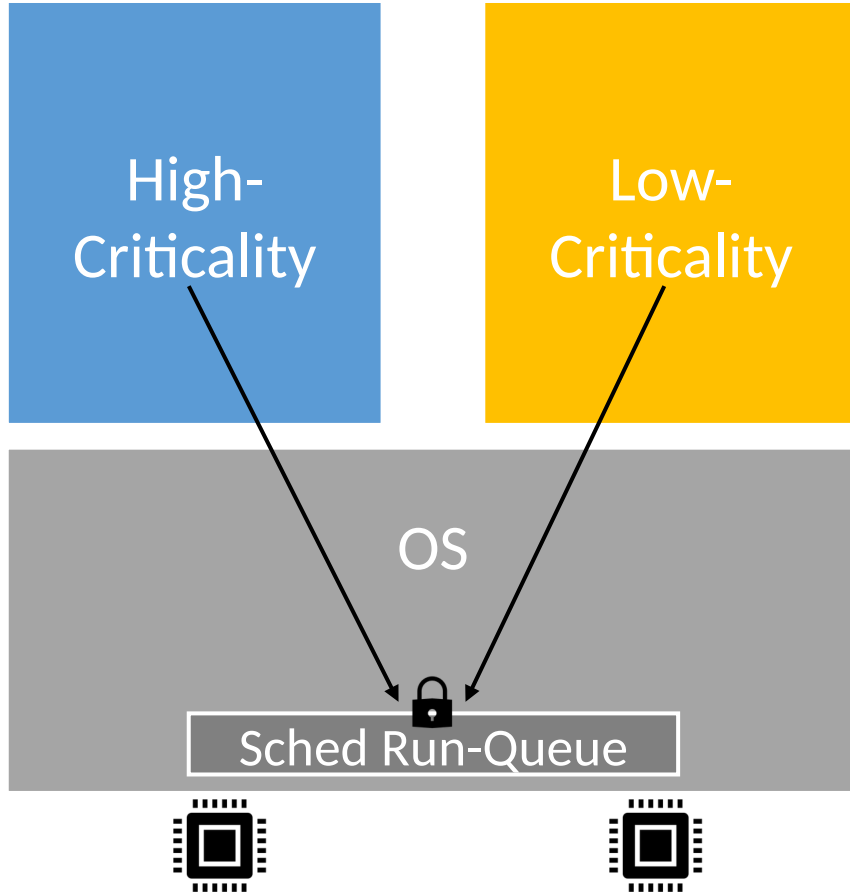 High-
Criticality
Low-
Criticality
OS
Sched Run-Queue